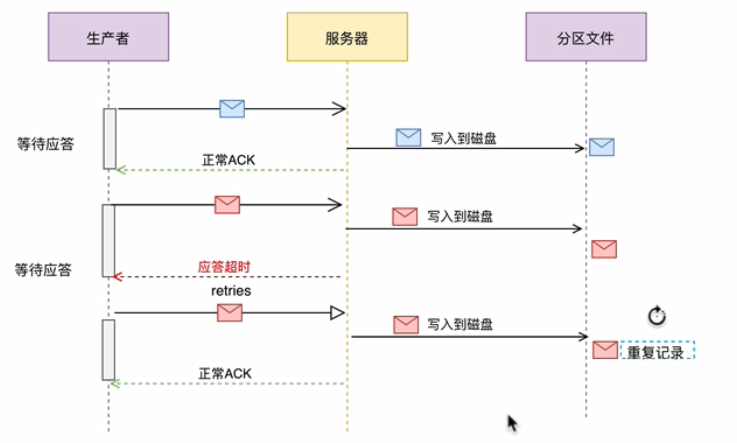 生产者
服务器
分区文件
等待应答
写入到磁盘
正常ACK
写入到磁盘
等待应答
应答超时
retries
写入到磁盘
重复记录
正常ACK